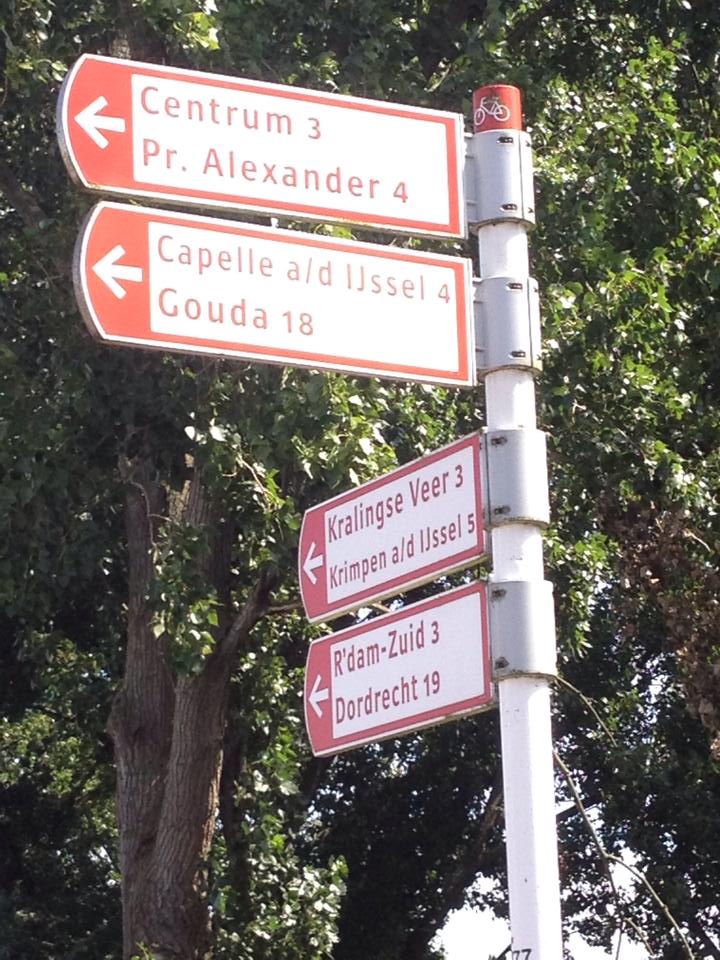 Centrum 3
Pr. Alexander 4
Capelle a/d IJssel 4
Gouda 18
Kralingse Veer 3
Krimpen a/d IJssel 5
R'dam-Zuid 3
Dordrecht 19